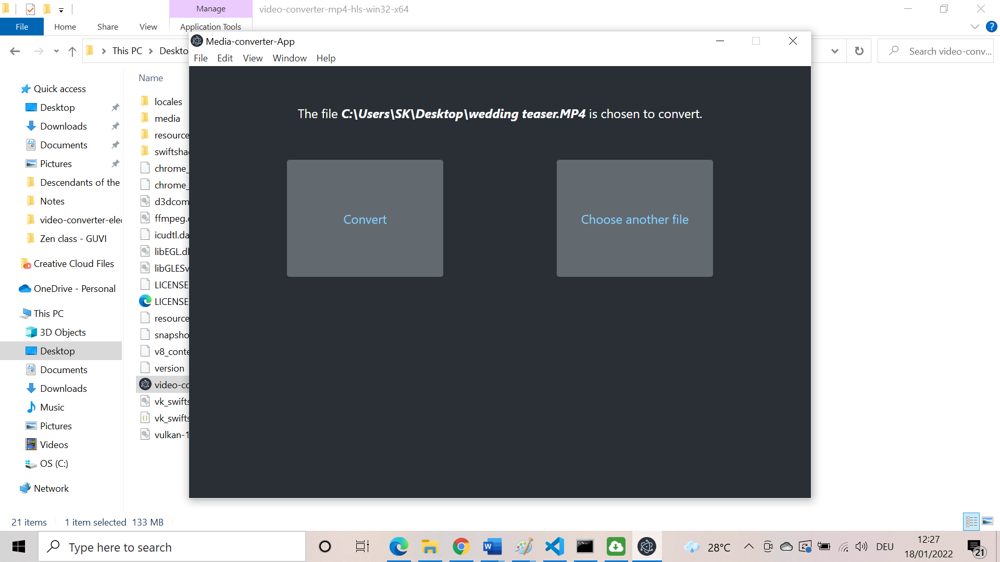 Manage
video-converter-mp4-hls-win32-x64
File
Home
Share
View
Application Tools
This PC
Deskto
Search video-conv...
Media-converter-App
File Edit View Window Help
The file C:\Users\SK\Desktop\wedding teaser.MP4 is chosen to convert.
Convert
Choose another file
Quick access
Desktop
Downloads
Documents
Pictures
Descendants of the
Notes
video-converter-elec
Zen class - GUVI
Creative Cloud Files
OneDrive - Personal
This PC
3D Objects
Desktop
Documents
Downloads
Music
Pictures
Videos
OS (C:)
Network
Name
locales
media
resource
swiftshad
chrome_
chrome_
d3dcom
ffmpeg.d
icudtl.da
libEGL.dl
libGLESv
LICENSE
LICENSE
resource
snapsho
v8_conte
version
video-co
vk_swifts
vk_swifts
vulkan-1
21 items
1 item selected 133 MB
Type here to search
28°C
DEU
12:27
18/01/2022
21